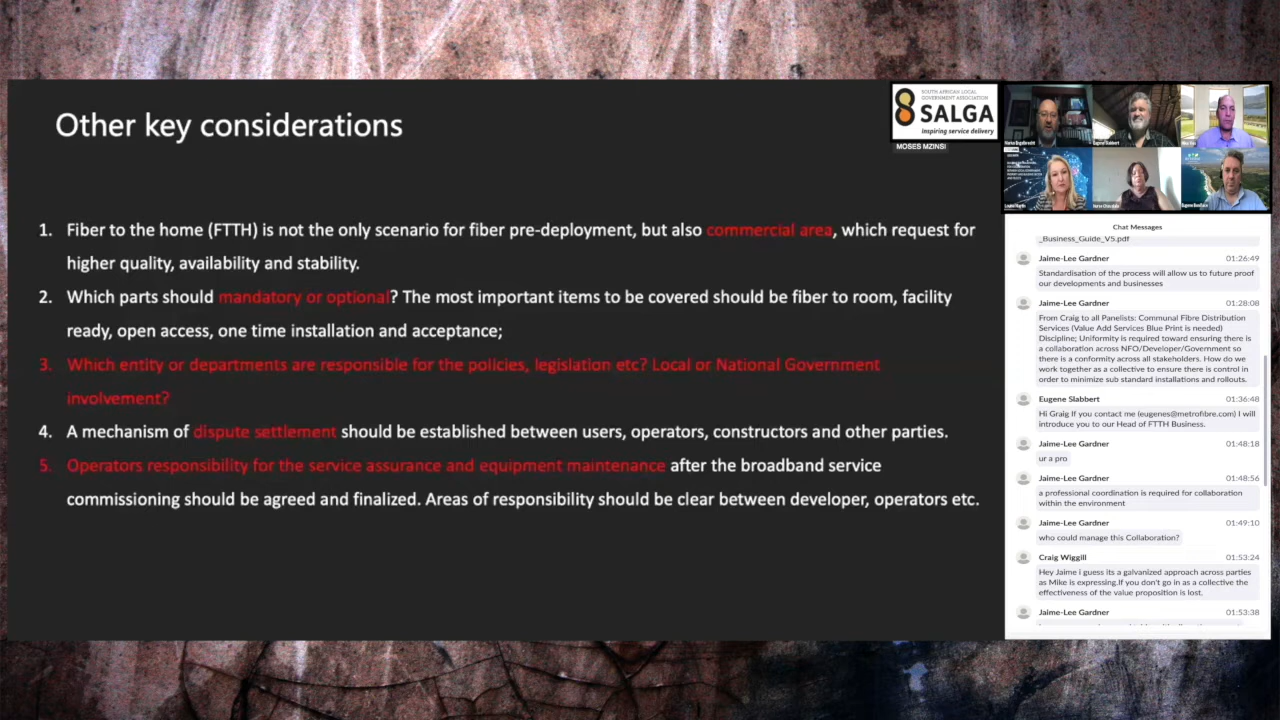 Other key considerations
1. Fiber to the home (FTTH) is not the only scenario for fiber pre-deployment, but also commercial area, which request for
higher quality, availability and stability.
2. Which parts should mandatory or optional? The most important items to be covered should be fiber to room, facility
ready, open access, one time installation and acceptance;
3. Which entity or departments are responsible for the policies, legislation etc? Local or National Government
involvement?
4. A mechanism of dispute settlement should be established between users, operators, constructors and other parties.
5. Operators responsibility for the service assurance and equipment maintenance after the broadband service
commissioning should be agreed and finalized. Areas of responsibility should be clear between developer, operators etc.
SOUTH AFRICAN LOCAL
GOVERNMENT ASSOCIATION
SALGA
Inspiring service delivery
MOSES MZINSI
Eugene Slabbert
Chat Messages
_Business_Guide_V5.pdf
Jaime-Lee Gardner 01:26:49
Standardisation of the process will allow us to future proof
our developments and businesses
Jaime-Lee Gardner 01:28:08
From Craig to all Panelists: Communal Fibre Distribution
Services (Value Add Services Blue Print is needed)
Discipline; Uniformity is required toward ensuring there is
a collaboration across NFO/Developer/Government so
there is a conformity across all stakeholders. How do we
work together as a collective to ensure there is control in
order to minimize sub standard installations and rollouts.
Eugene Slabbert 01:36:48
Hi Graig If you contact me (eugenes@metrofibre.com) I will
introduce you to our Head of FTTH Business.
Jaime-Lee Gardner 01:48:18
ur a pro
Jaime-Lee Gardner 01:48:56
a professional coordination is required for collaboration
within the environment
Jaime-Lee Gardner 01:49:10
who could manage this Collaboration?
Craig Wiggill 01:53:24
Hey Jaime i guess its a galvanized approach across parties
as Mike is expressing.If you don't go in as a collective the
effectiveness of the value proposition is lost.
Jaime-Lee Gardner 01:53:38